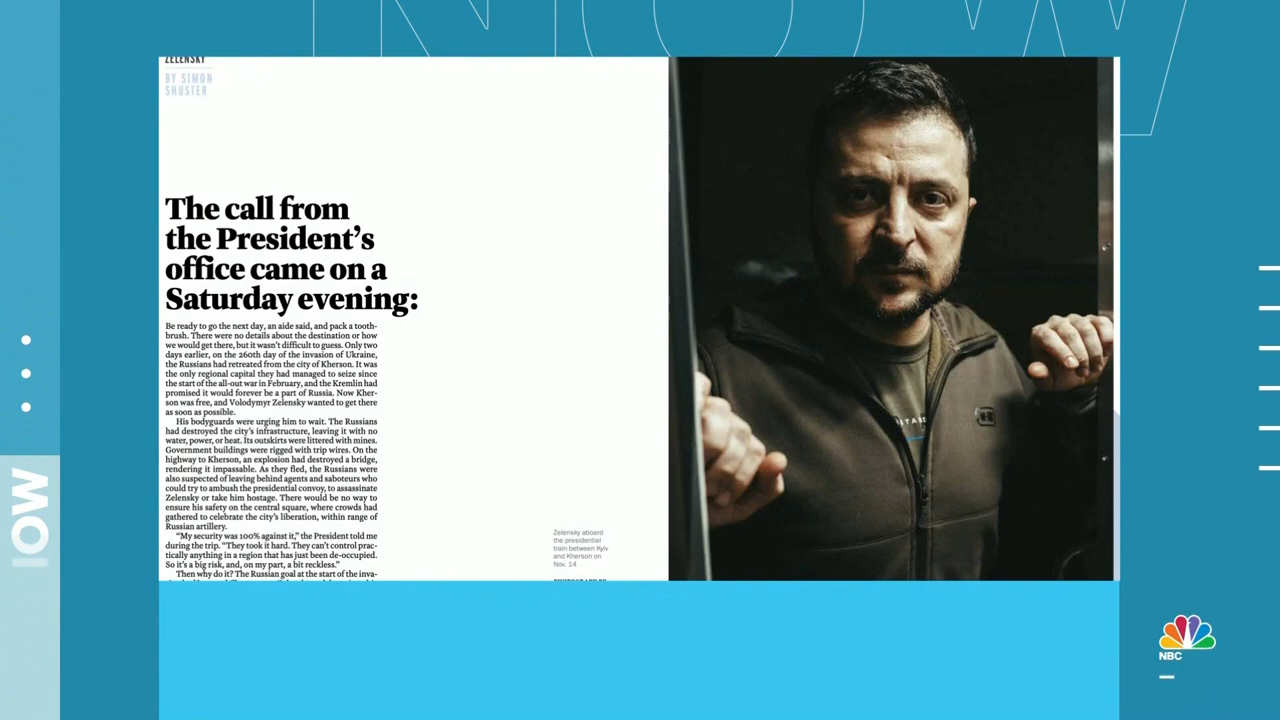 NOW
ZELENSKY
BY SIMON
SHUSTER
The call from
the President's
office came on a
Saturday evening:
Be ready to go the next day, an aide said, and pack a tooth-
brush. There were no details about the destination or how
we would get there, but it wasn't difficult to guess. Only two
days earlier, on the 260th day of the invasion of Ukraine,
the Russians had retreated from the city of Kherson. It was
the only regional capital they had managed to seize since
the start of the all-out war in February, and the Kremlin had
promised it would forever be a part of Russia. Now Kher-
son was free, and Volodymyr Zelensky wanted to get there
as soon as possible.
His bodyguards were urging him to wait. The Russians
had destroyed the city's infrastructure, leaving it with no
water, power, or heat. Its outskirts were littered with mines.
Government buildings were rigged with trip wires. On the
highway to Kherson, an explosion had destroyed a bridge,
rendering it impassable. As they fled, the Russians were
also suspected of leaving behind agents and saboteurs who
could try to ambush the presidential convoy, to assassinate
Zelensky or take him hostage. There would be no way to
ensure his safety on the central square, where crowds had
gathered to celebrate the city's liberation, within range of
Russian artillery.
"My security was 100% against it," the President told me
during the trip. "They took it hard. They can't control prac-
tically anything in a region that has just been de-occupied.
So it's a big risk, and, on my part, a bit reckless."
Then why do it? The Russian goal at the start of the inva-
Zelensky aboard
the presidential
train between Kyiv
and Kherson on
Nov. 14
NOW
NBC